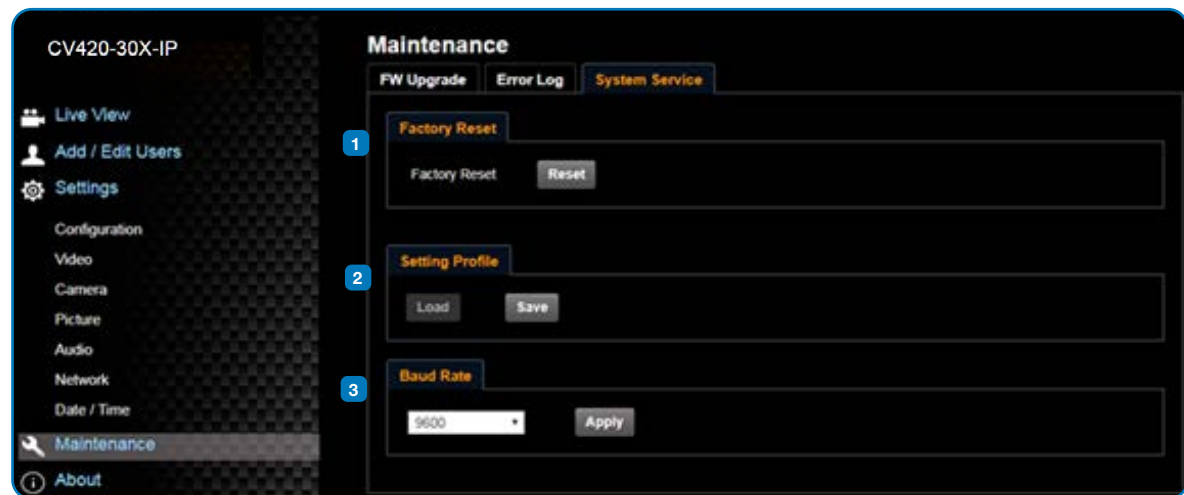 CV420-30X-IP
Live View
Add / Edit Users
Settings
Configuration
Video
Camera
Picture
Audio
Network
Date / Time
Maintenance
About
Maintenance
FW Upgrade Error Log System Service
1
Factory Reset
Factory Reset Reset
2
Setting Profile
Load Save
3
Baud Rate
9600 Apply